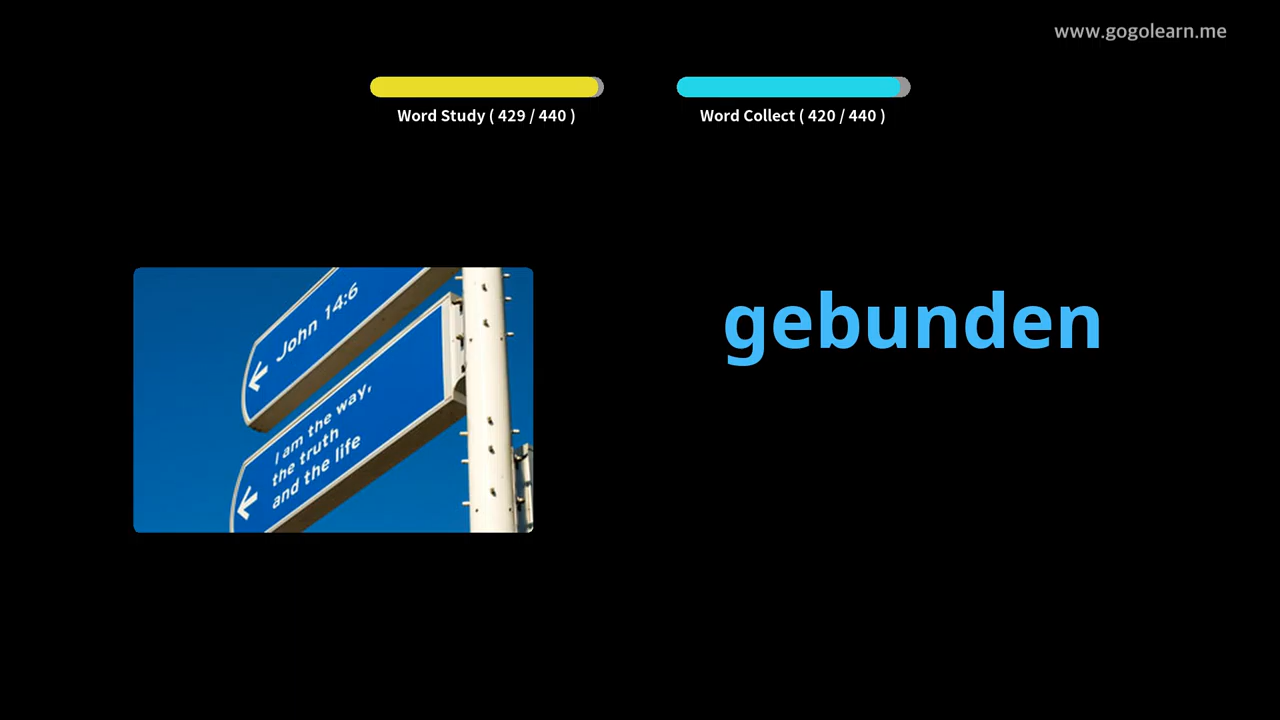 www.gogolearn.me
Word Study ( 429 / 440 )
Word Collect ( 420 / 440 )
John 14:6
I am the way,
the truth
and the life
gebunden